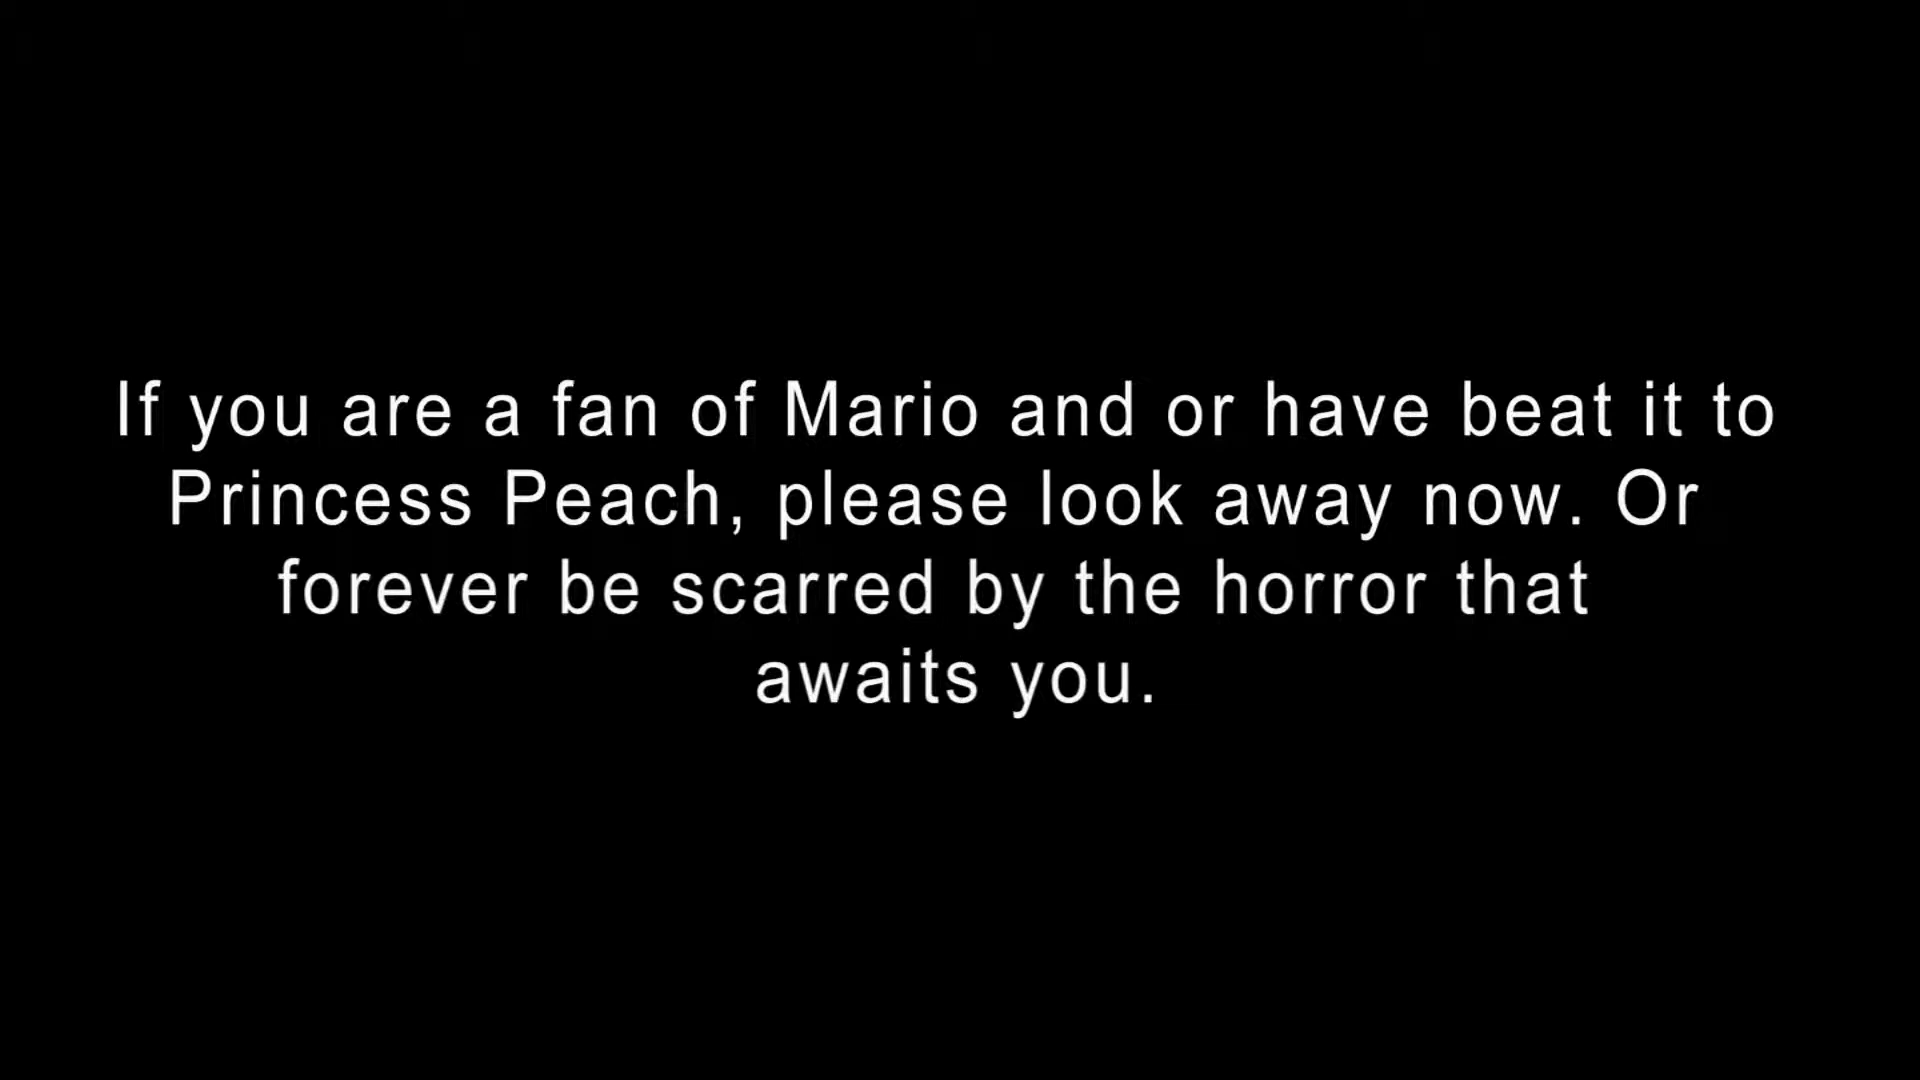 If you are a fan of Mario and or have beat it to
Princess Peach, please look away now. Or
forever be scarred by the horror that
awaits you.